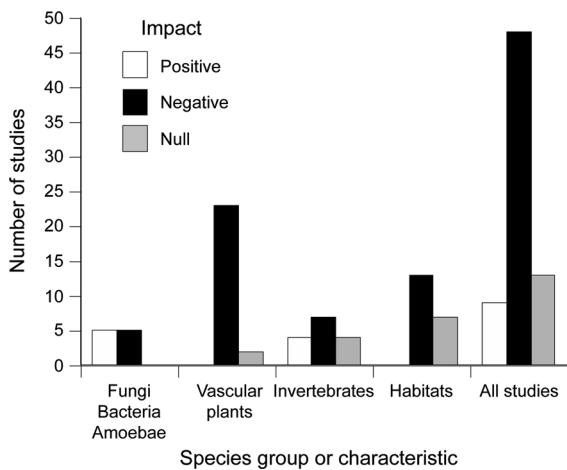 50
45
40
35
30
25
20
15
10
5
0
Number of studies
Impact
Positive
Negative
Null
Fungi
Bacteria
Amoebae
Vascular
plants
Invertebrates
Habitats
All studies
Species group or characteristic